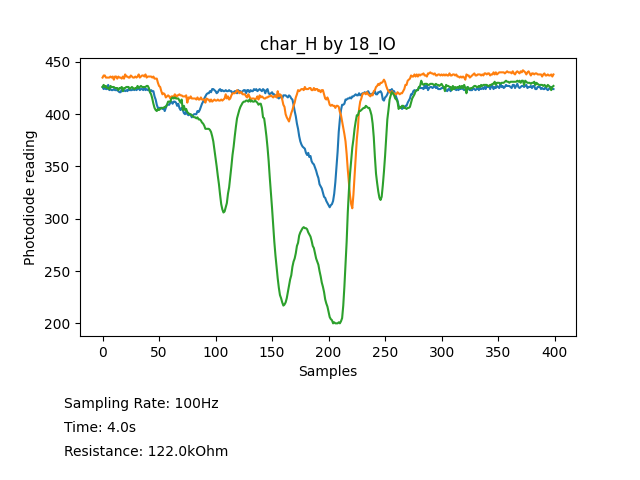 char_H by 18_IO
Photodiode reading
450
400
350
300
250
200
0 50 100 150 200 250 300 350 400
Samples
Sampling Rate: 100Hz
Time: 4.0s
Resistance: 122.0kOhm